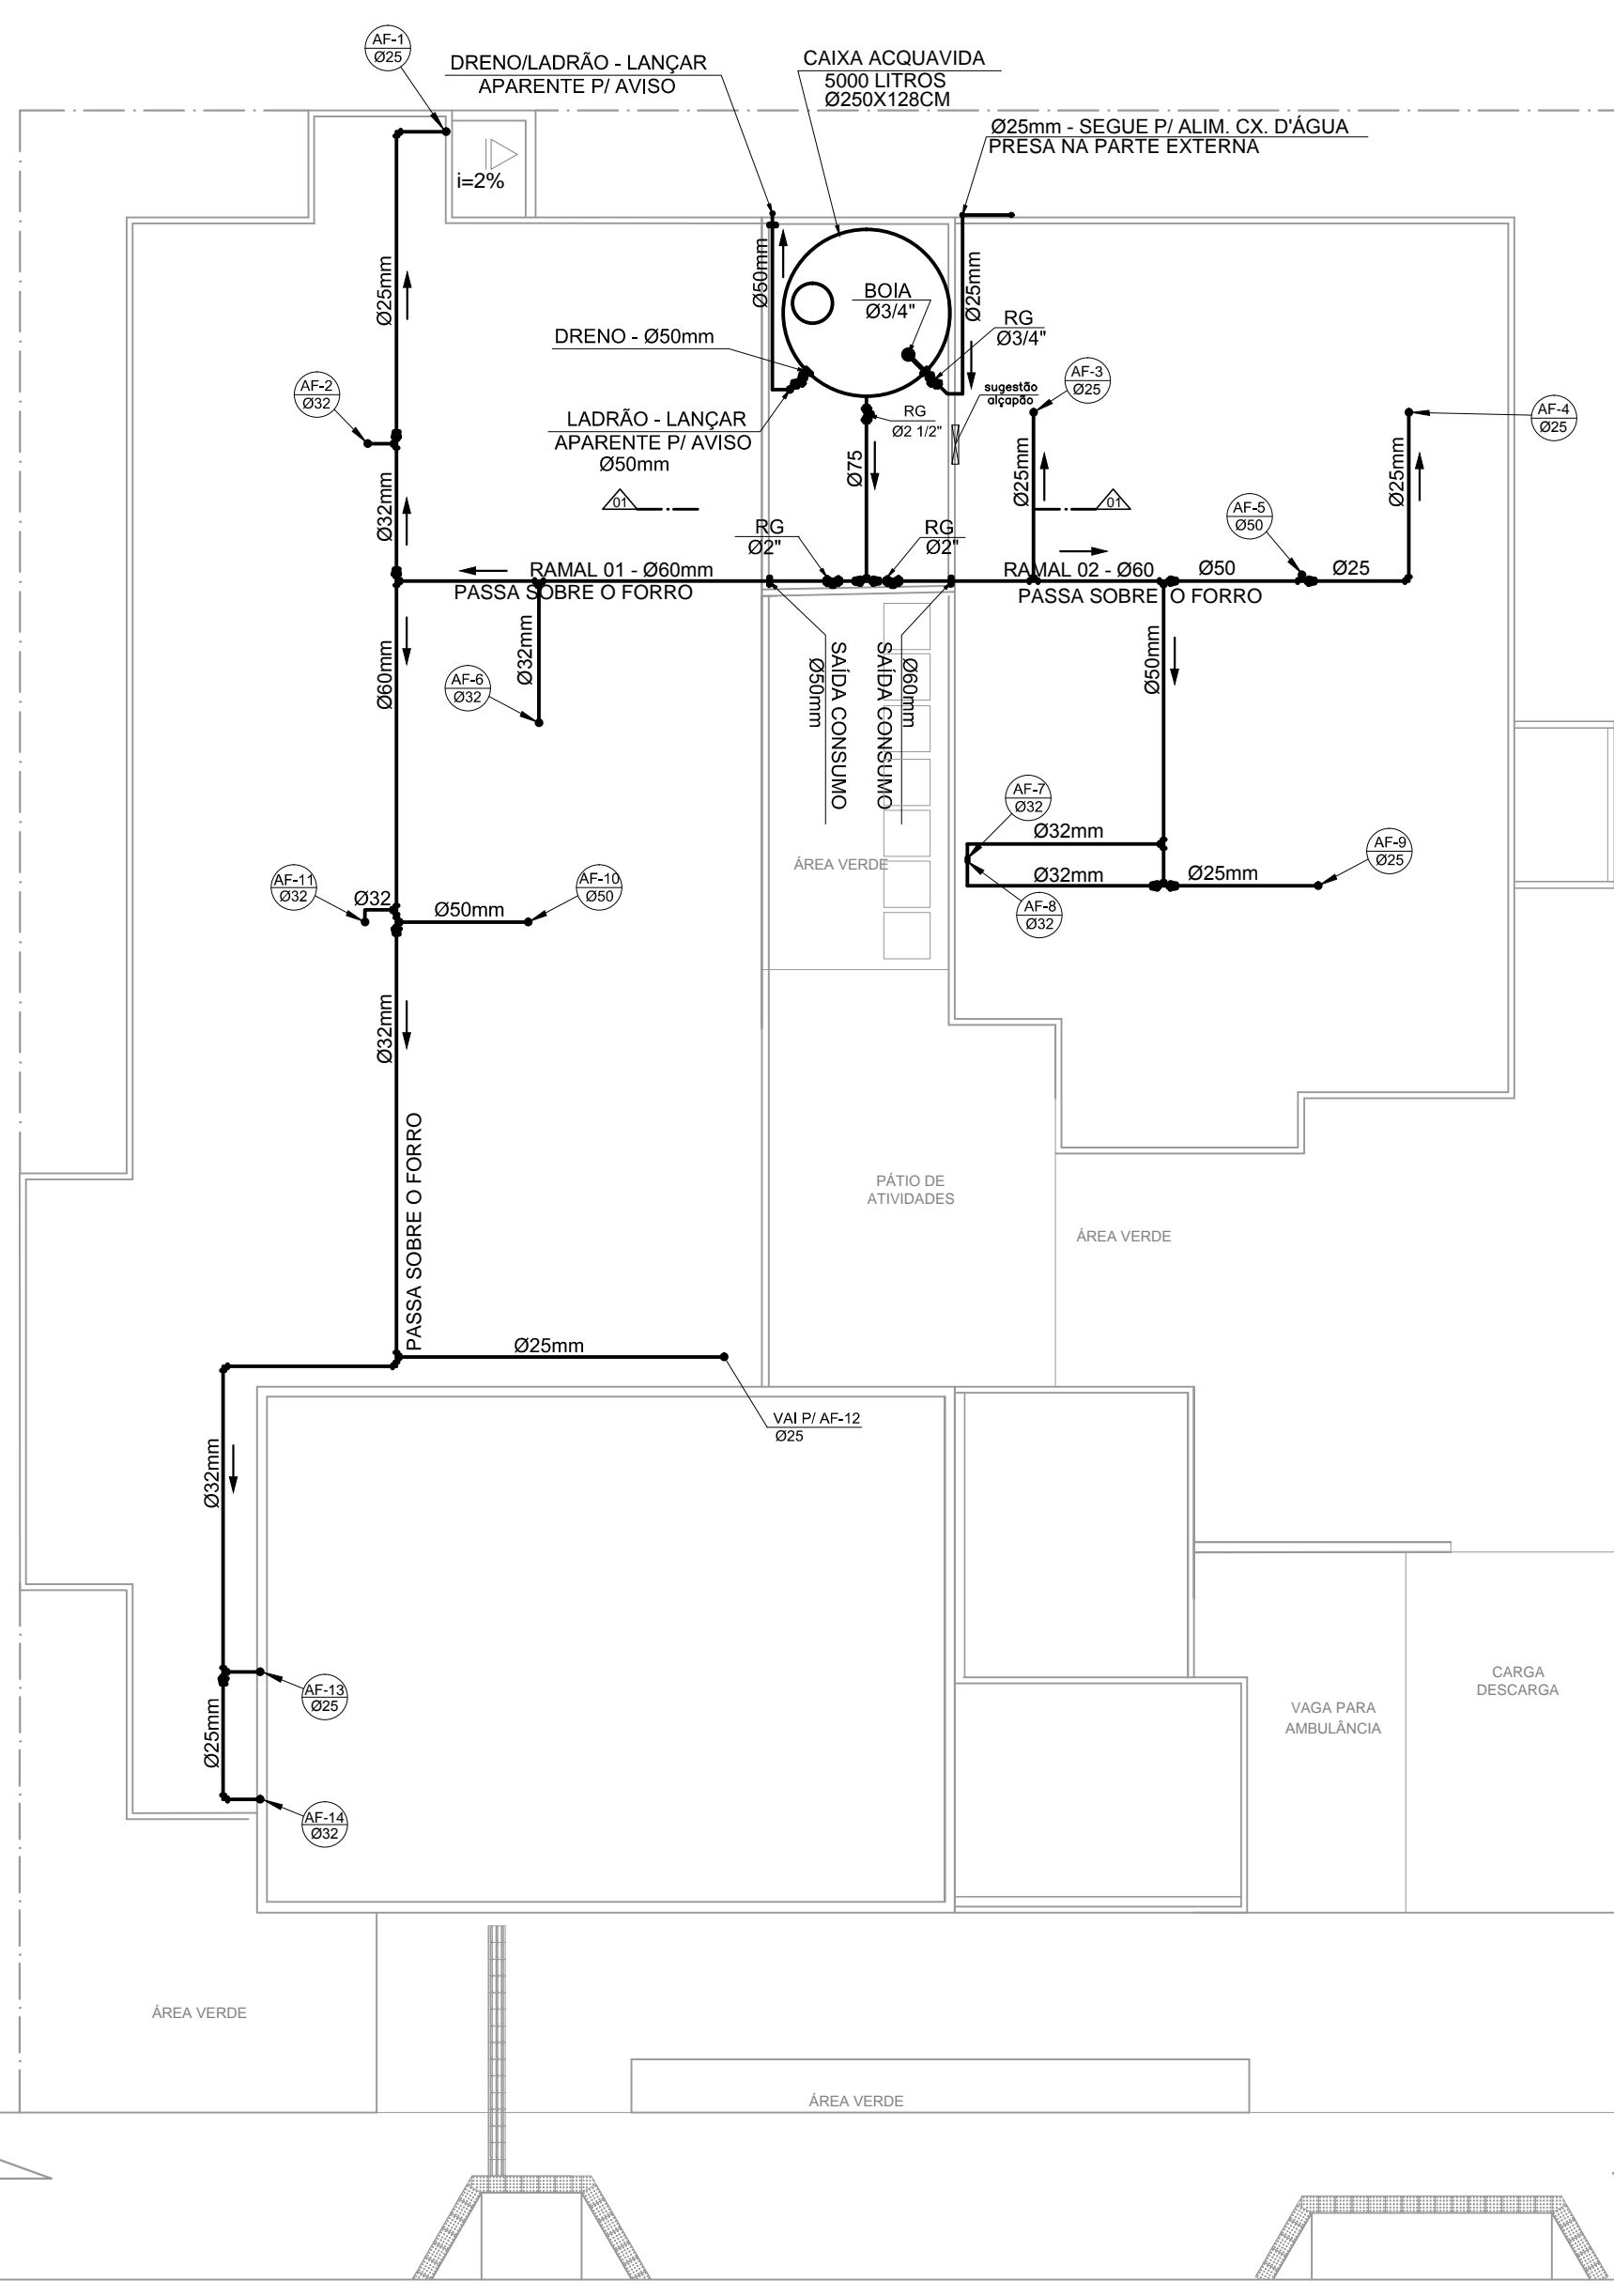 AF-1
Ø25
DRENO/LADRÃO - LANÇAR
APARENTE P/ AVISO
CAIXA ACQUAVIDA
5000 LITROS
Ø250X128CM
Ø25mm - SEGUE P/ ALIM. CX. D'ÁGUA
PRESA NA PARTE EXTERNA
i=2%
Ø25mm
Ø50mm
BOIA
Ø3/4"
Ø25mm
RG
Ø3/4"
DRENO - Ø50mm
AF-2
Ø32
sugestão
alçapão
AF-3
Ø25
AF-4
Ø25
LADRÃO - LANÇAR
APARENTE P/ AVISO
Ø50mm
RG
Ø2 1/2"
Ø75
Ø32mm
01
Ø25mm
01
Ø25mm
AF-5
Ø50
RG
Ø2"
RG
Ø2"
RAMAL 01 - Ø60mm
PASSA SOBRE O FORRO
RAMAL 02 - Ø60
PASSA SOBRE O FORRO
Ø50
Ø25
Ø60mm
Ø32mm
AF-6
Ø32
SAÍDA CONSUMO
Ø50mm
SAÍDA CONSUMO
Ø60mm
Ø50mm
AF-7
Ø32
Ø32mm
AF-9
Ø25
ÁREA VERDE
Ø32mm
Ø25mm
AF-8
Ø32
AF-11
Ø32
Ø32
Ø50mm
AF-10
Ø50
Ø32mm
PASSA SOBRE O FORRO
PÁTIO DE
ATIVIDADES
ÁREA VERDE
Ø25mm
VAI P/ AF-12
Ø25
Ø32mm
AF-13
Ø25
Ø25mm
AF-14
Ø32
CARGA
DESCARGA
VAGA PARA
AMBULÂNCIA
ÁREA VERDE
ÁREA VERDE